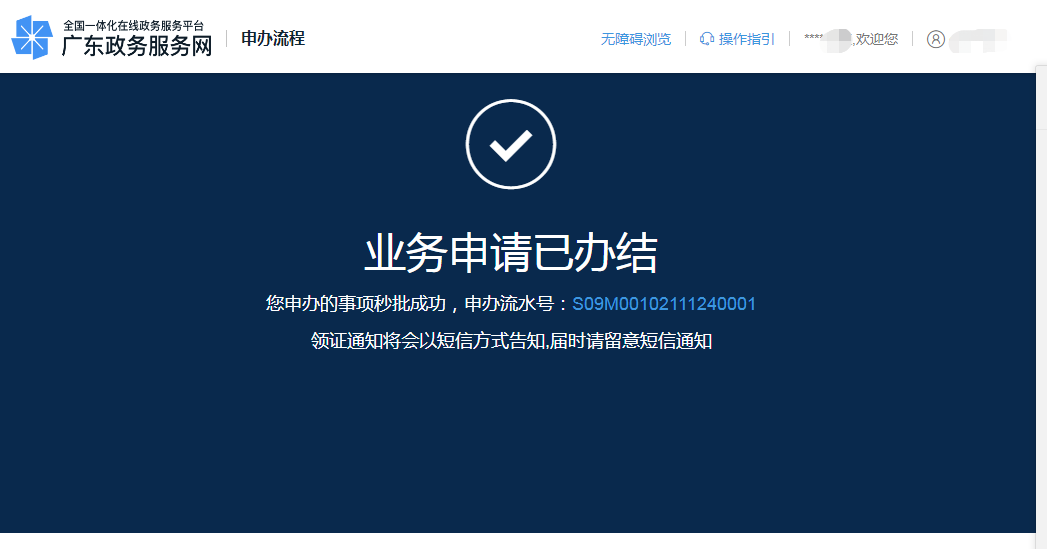 全国一体化在线政务服务平台
广东政务服务网
申办流程
无障碍浏览
操作指引
****
,欢迎您
业务申请已办结
您申办的事项秒批成功，申办流水号：S09M00102111240001
领证通知将会以短信方式告知,届时请留意短信通知